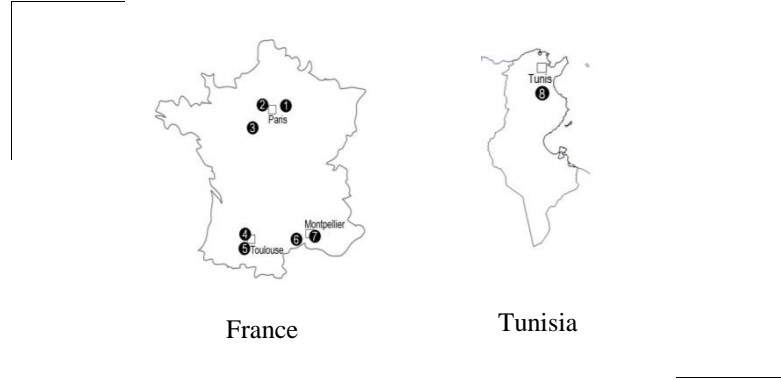 2 1
Paris
3
Montpellier
4
6 7
5 Toulouse
France
Tunis
8
Tunisia